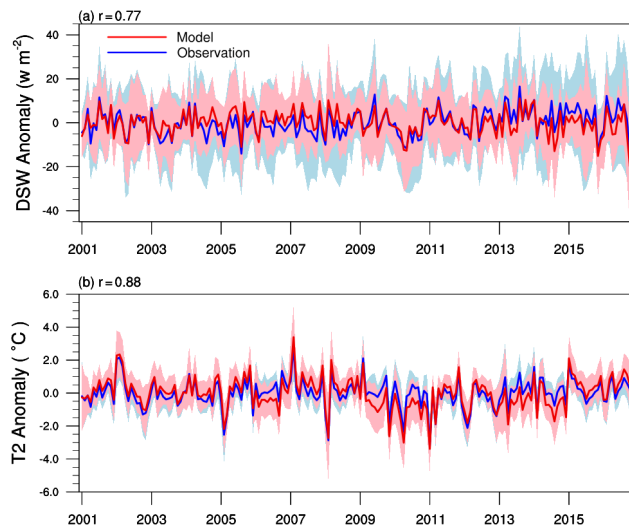 (a) r = 0.77
Model
Observation
DSW Anomaly (w m-2)
40
20
0
-20
-40
2001 2003 2005 2007 2009 2011 2013 2015
(b) r = 0.88
T2 Anomaly ( °C)
6.0
4.0
2.0
0.0
-2.0
-4.0
-6.0
2001 2003 2005 2007 2009 2011 2013 2015